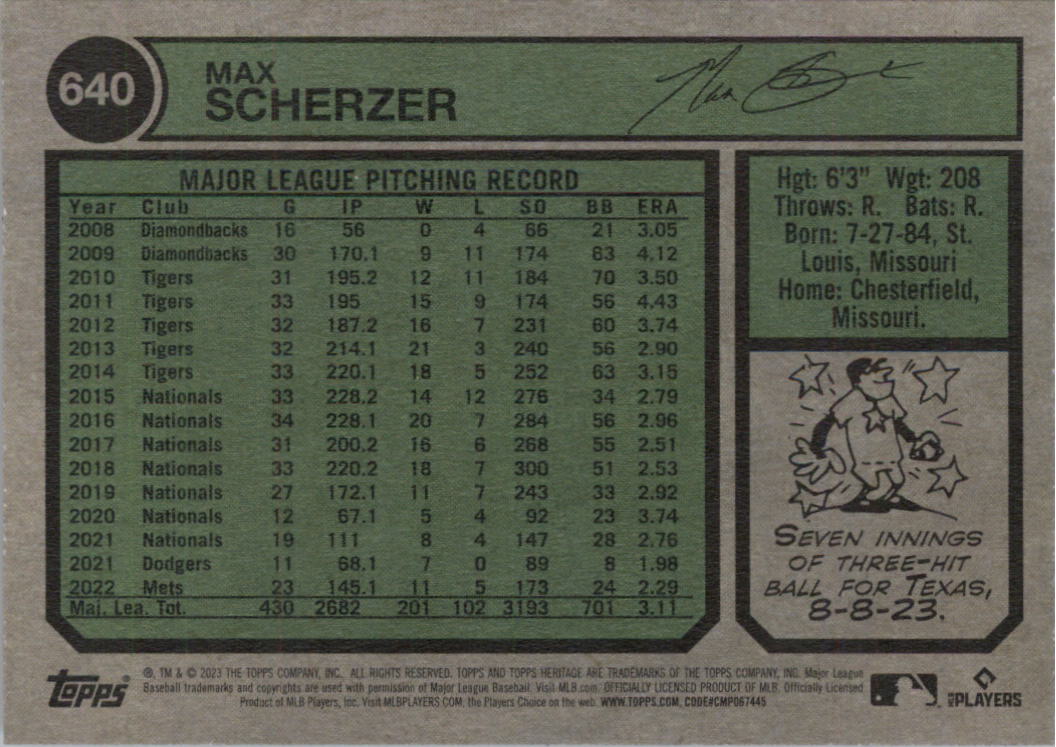 640
MAX
SCHERZER
Max S
MAJOR LEAGUE PITCHING RECORD
Year Club G IP W L SO BB ERA
2008 Diamondbacks 16 56 0 4 66 21 3.05
2009 Diamondbacks 30 170.1 9 11 174 63 4.12
2010 Tigers 31 195.2 12 11 184 70 3.50
2011 Tigers 33 195 15 9 174 56 4.43
2012 Tigers 32 187.2 16 7 231 60 3.74
2013 Tigers 32 214.1 21 3 240 56 2.90
2014 Tigers 33 220.1 18 5 252 63 3.15
2015 Nationals 33 228.2 14 12 276 34 2.79
2016 Nationals 34 228.1 20 7 284 56 2.96
2017 Nationals 31 200.2 16 6 268 55 2.51
2018 Nationals 33 220.2 18 7 300 51 2.53
2019 Nationals 27 172.1 11 7 243 33 2.92
2020 Nationals 12 67.1 5 4 92 23 3.74
2021 Nationals 19 111 8 4 147 28 2.76
2021 Dodgers 11 68.1 7 0 89 8 1.98
2022 Mets 23 145.1 11 5 173 24 2.29
Maj. Lea. Tot. 430 2682 201 102 3193 701 3.11
Hgt: 6'3" Wgt: 208
Throws: R. Bats: R.
Born: 7-27-84, St.
Louis, Missouri
Home: Chesterfield,
Missouri.
SEVEN INNINGS
OF THREE-HIT
BALL FOR TEXAS,
8-8-23.
topps
®, TM & © 2023 THE TOPPS COMPANY, INC. ALL RIGHTS RESERVED. TOPPS AND TOPPS HERITAGE ARE TRADEMARKS OF THE TOPPS COMPANY, INC. Major League
Baseball trademarks and copyrights are used with permission of Major League Baseball. Visit MLB.com. OFFICIALLY LICENSED PRODUCT OF MLB. Officially Licensed
Product of MLB Players, Inc. Visit MLBPLAYERS.COM, the Players Choice on the web. WWW.TOPPS.COM, CODE#CMP067445
MLB PLAYERS